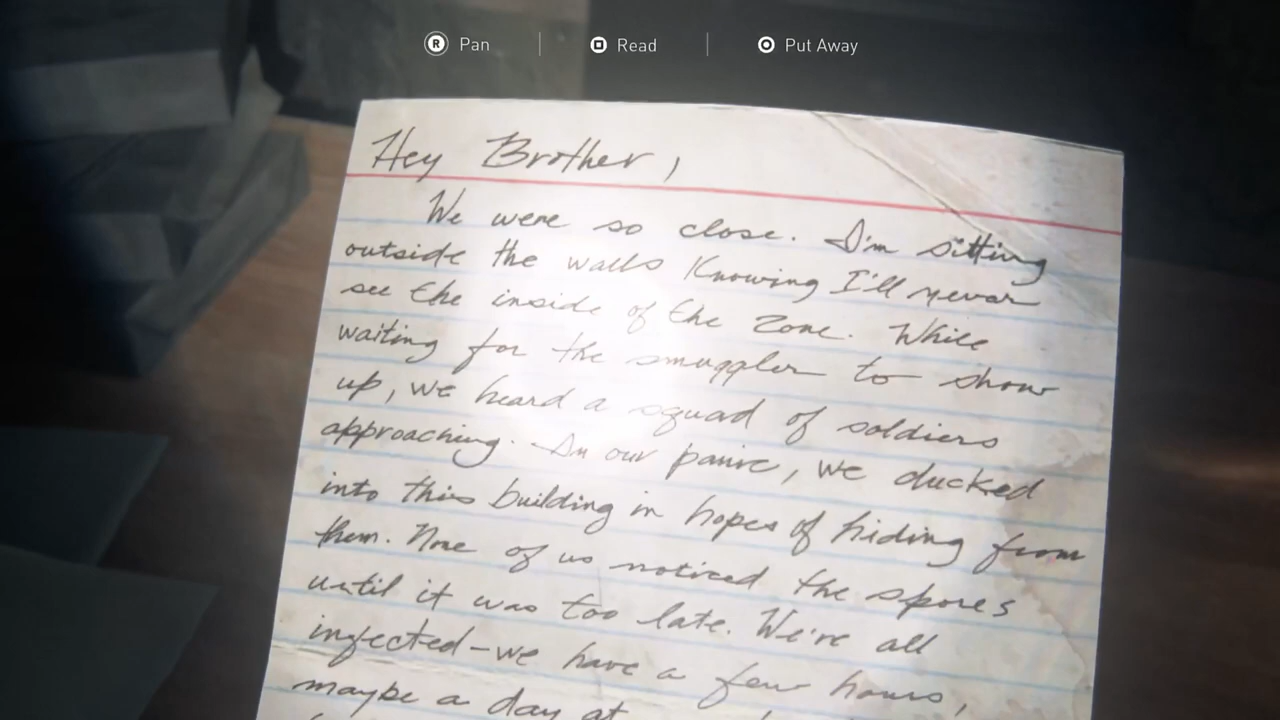 R Pan | Read | Put Away
Hey Brother,
We were so close. I'm sitting
outside the walls Knowing I'll never
see the inside of the Zone. While
waiting for the smuggler to show
up, we heard a squad of soldiers
approaching. In our panic, we ducked
into this building in hopes of hiding from
them. None of us noticed the spores
until it was too late. We're all
infected-we have a few hours,
maybe a day at